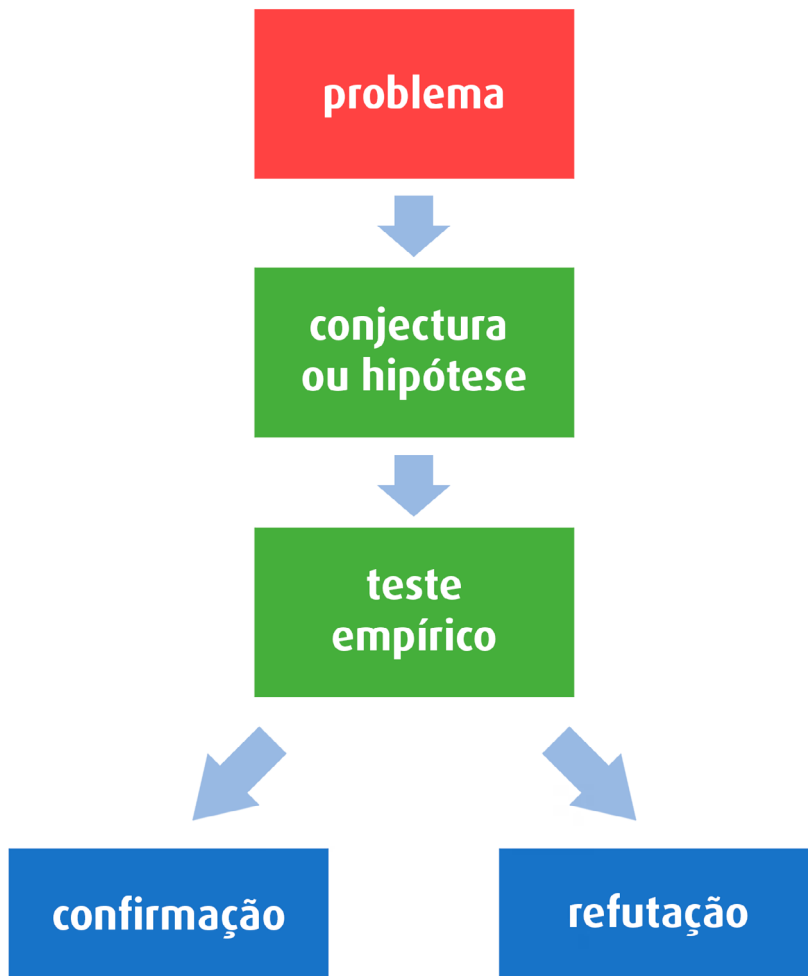 problema
conjectura
ou hipótese
teste
empírico
confirmação
refutação